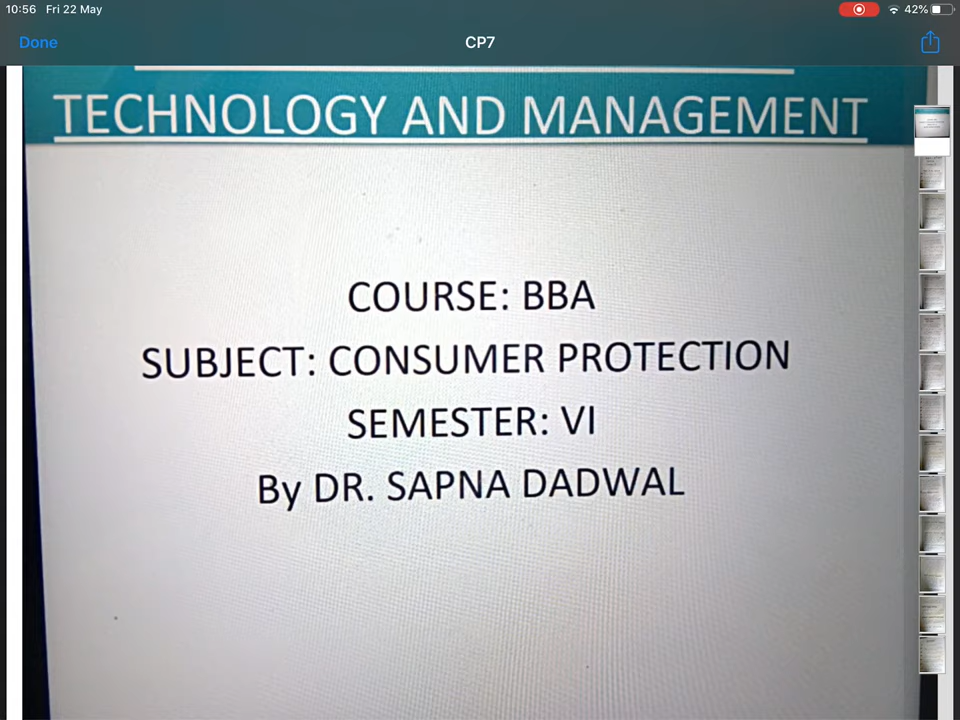 10:56 Fri 22 May
42%
Done
CP7
TECHNOLOGY AND MANAGEMENT
COURSE: BBA
SUBJECT: CONSUMER PROTECTION
SEMESTER: VI
By DR. SAPNA DADWAL